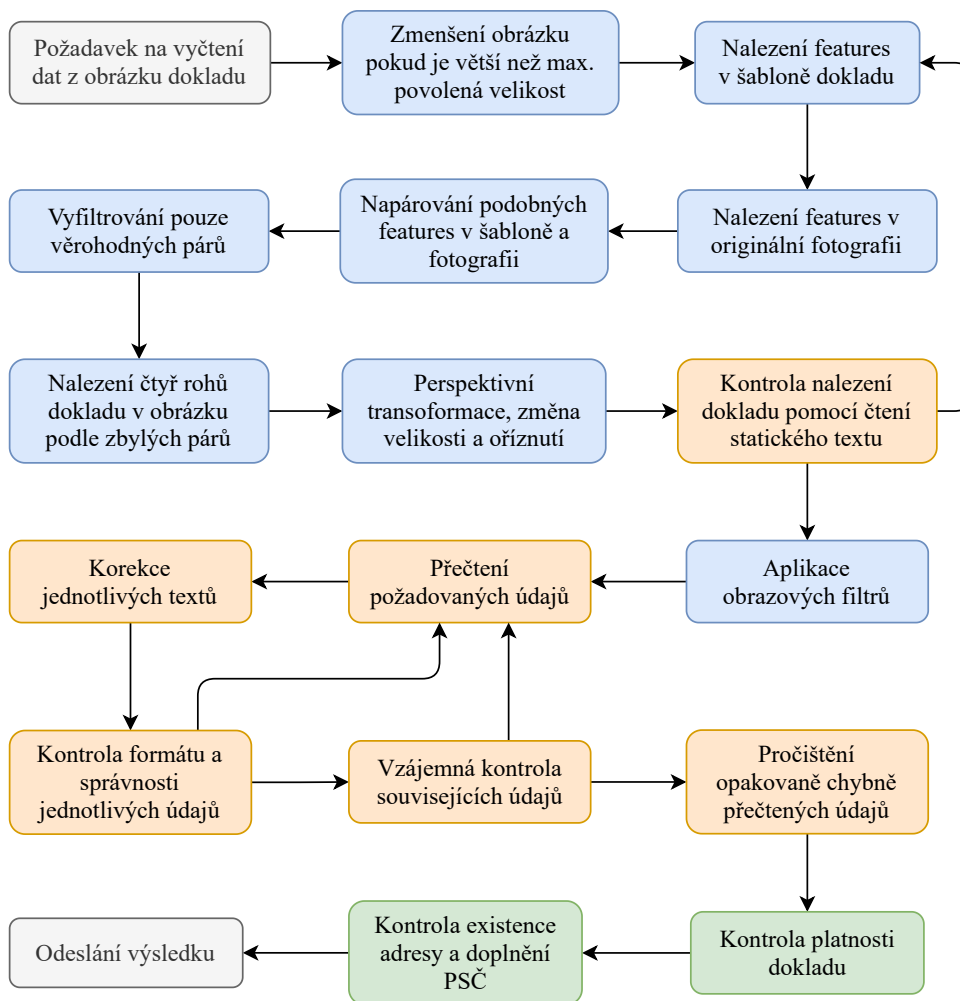 Požadavek na vyčtení
dat z obrázku dokladu
Zmenšení obrázku
pokud je větší než max.
povolená velikost
Nalezení features
v šabloně dokladu
Vyfiltrování pouze
věrohodných párů
Napárování podobných
features v šabloně a
fotografii
Nalezení features v
originální fotografii
Nalezení čtyř rohů
dokladu v obrázku
podle zbylých párů
Perspektivní
transoformace, změna
velikosti a oříznutí
Kontrola nalezení
dokladu pomocí čtení
statického textu
Korekce
jednotlivých textů
Přečtení
požadovaných údajů
Aplikace
obrazových filtrů
Kontrola formátu a
správnosti
jednotlivých údajů
Vzájemná kontrola
souvisejících údajů
Pročištění
opakovaně chybně
přečtených údajů
Odeslání výsledku
Kontrola existence
adresy a doplnění
PSČ
Kontrola platnosti
dokladu